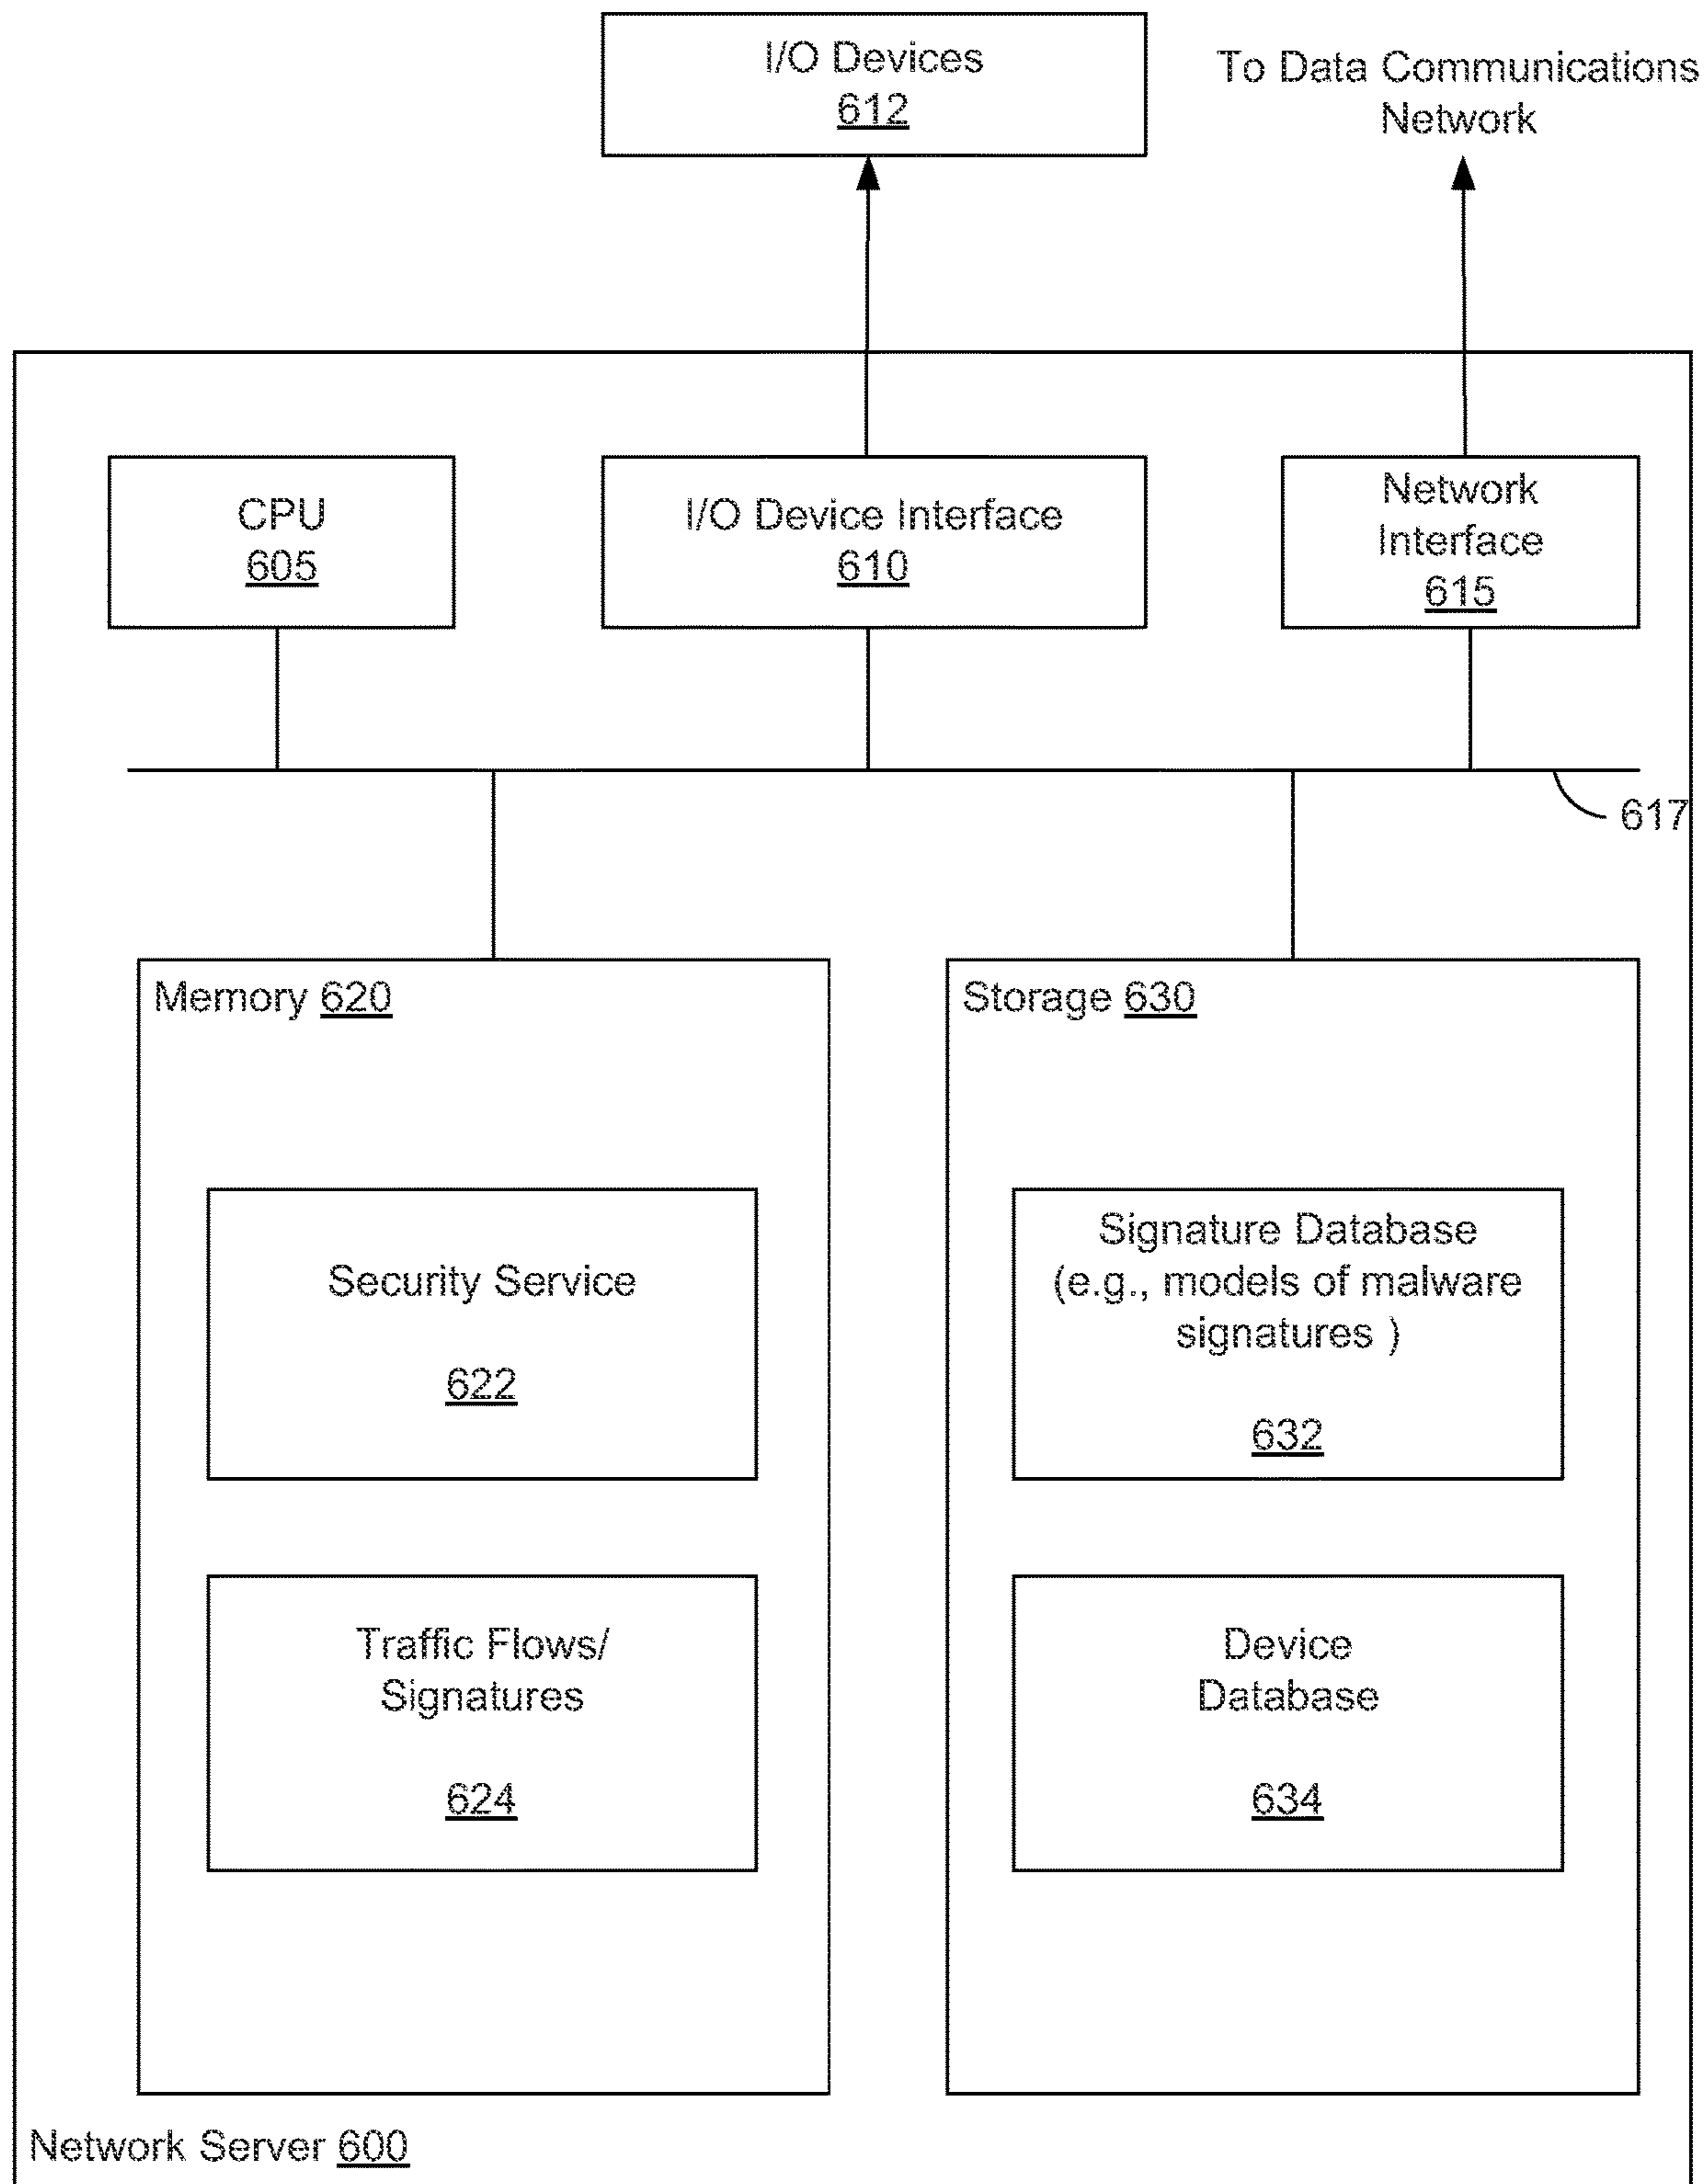 I/O Devices
612
To Data Communications
Network
CPU
605
I/O Device Interface
610
Network
Interface
615
617
Memory 620
Storage 630
Security Service
622
Signature Database
(e.g., models of malware
signatures )
632
Traffic Flows/
Signatures
624
Device
Database
634
Network Server 600